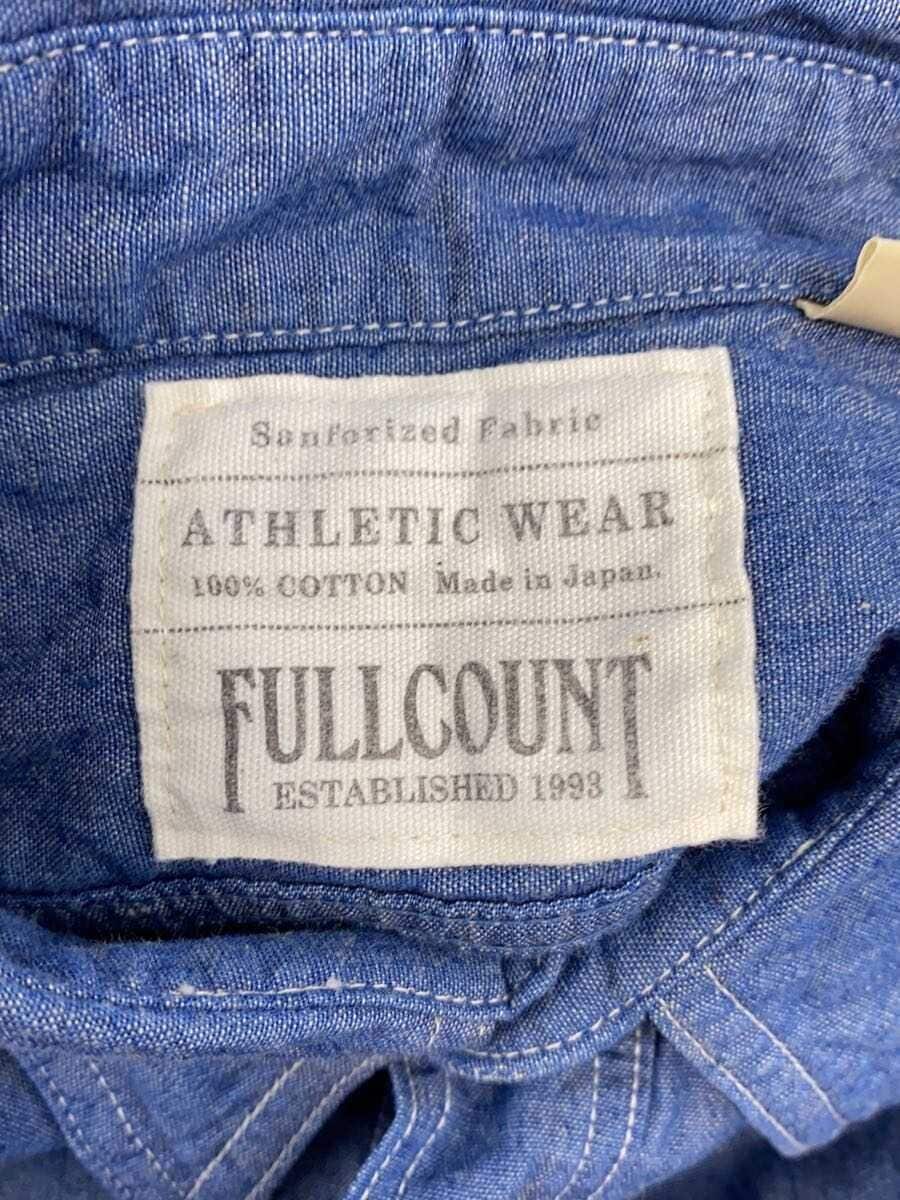 Sanforized Fabric
ATHLETIC WEAR
100% COTTON Made in Japan.
FULLCOUNT
ESTABLISHED 1993